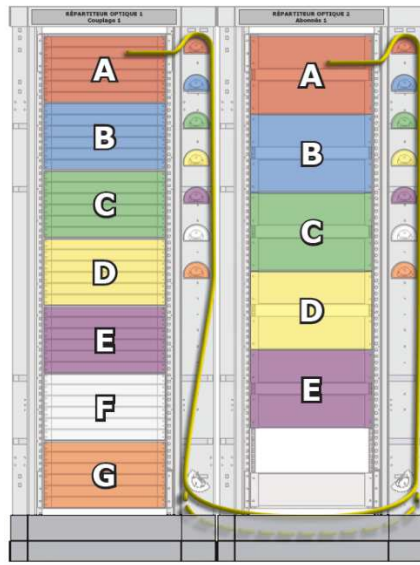 RÉPARTITEUR OPTIQUE 1
Couplage 1
A
B
C
D
E
F
G
RÉPARTITEUR OPTIQUE 2
Abonnés 1
A
B
C
D
E